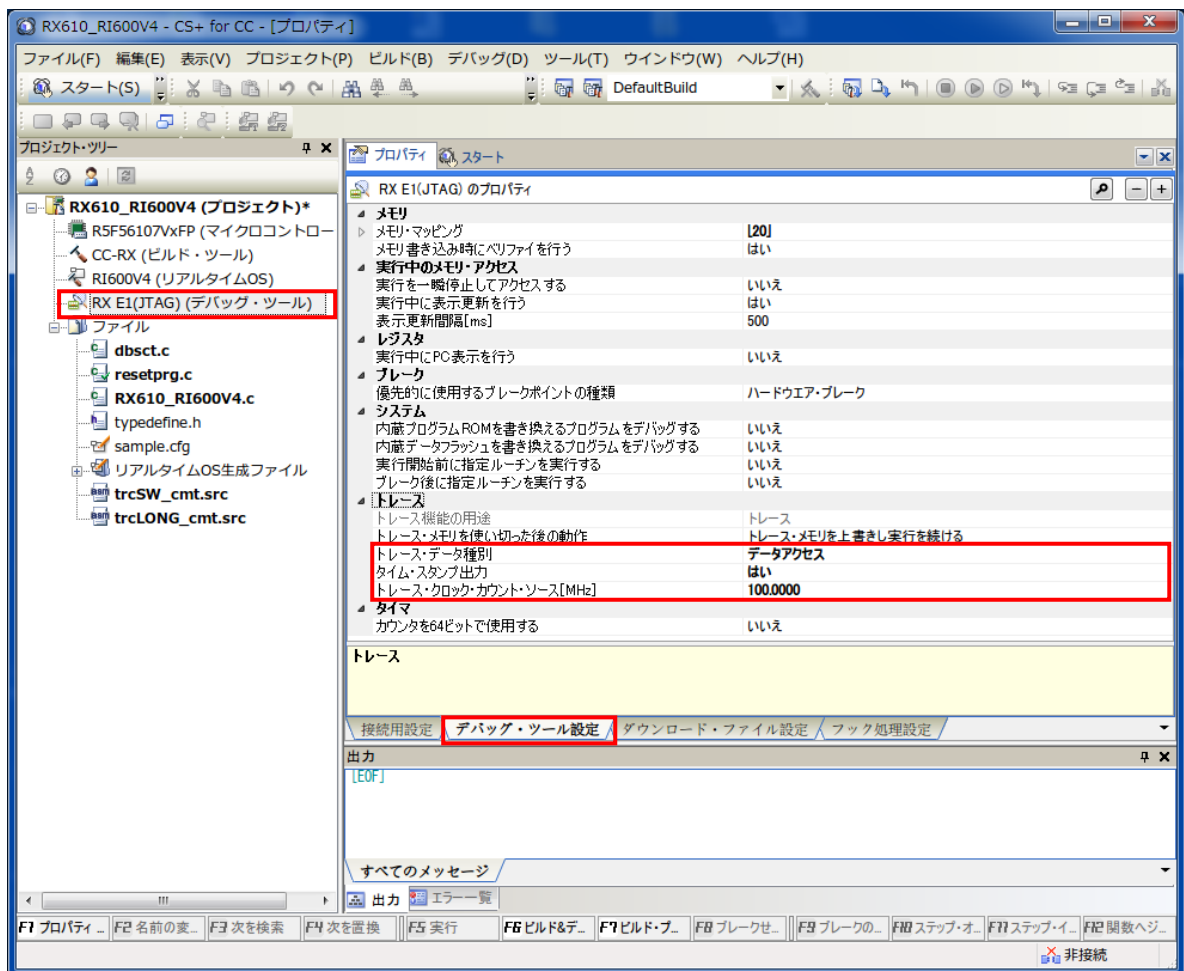 RX610_RI600V4 - CS+ for CC - [プロパティ]
ファイル(F) 編集(E) 表示(V) プロジェクト(P) ビルド(B) デバッグ(D) ツール(T) ウインドウ(W) ヘルプ(H)
スタート(S) DefaultBuild
プロジェクト・ツリー
RX610_RI600V4 (プロジェクト)*
R5F56107VxFP (マイクロコントロー
CC-RX (ビルド・ツール)
RI600V4 (リアルタイムOS)
RX E1(JTAG) (デバッグ・ツール)
ファイル
dbsct.c
resetprg.c
RX610_RI600V4.c
typedefine.h
sample.cfg
リアルタイムOS生成ファイル
trcSW_cmt.src
trcLONG_cmt.src
プロパティ スタート
RX E1(JTAG) のプロパティ
メモリ
メモリ・マッピング [20]
メモリ書き込み時にベリファイを行う はい
実行中のメモリ・アクセス
実行を一瞬停止してアクセスする いいえ
実行中に表示更新を行う はい
表示更新間隔[ms] 500
レジスタ
実行中にPC表示を行う いいえ
ブレーク
優先的に使用するブレークポイントの種類 ハードウエア・ブレーク
システム
内蔵プログラムROMを書き換えるプログラムをデバッグする いいえ
内蔵データフラッシュを書き換えるプログラムをデバッグする いいえ
実行開始前に指定ルーチンを実行する いいえ
ブレーク後に指定ルーチンを実行する いいえ
トレース
トレース機能の用途 トレース
トレース・メモリを使い切った後の動作 トレース・メモリを上書きし実行を続ける
トレース・データ種別 データアクセス
タイム・スタンプ出力 はい
トレース・クロック・カウント・ソース[MHz] 100.0000
タイマ
カウンタを64ビットで使用する いいえ
トレース
接続用設定 デバッグ・ツール設定 ダウンロード・ファイル設定 フック処理設定
出力
[EOF]
すべてのメッセージ
出力 エラー一覧
F1 プロパティ ... F2 名前の変... F3 次を検索 F4 次を置換 F5 実行 F6 ビルド&デ... F7 ビルド・プ... F8 ブレークせ... F9 ブレークの... F10 ステップ・オ... F11 ステップ・イ... F12 関数へジ...
非接続